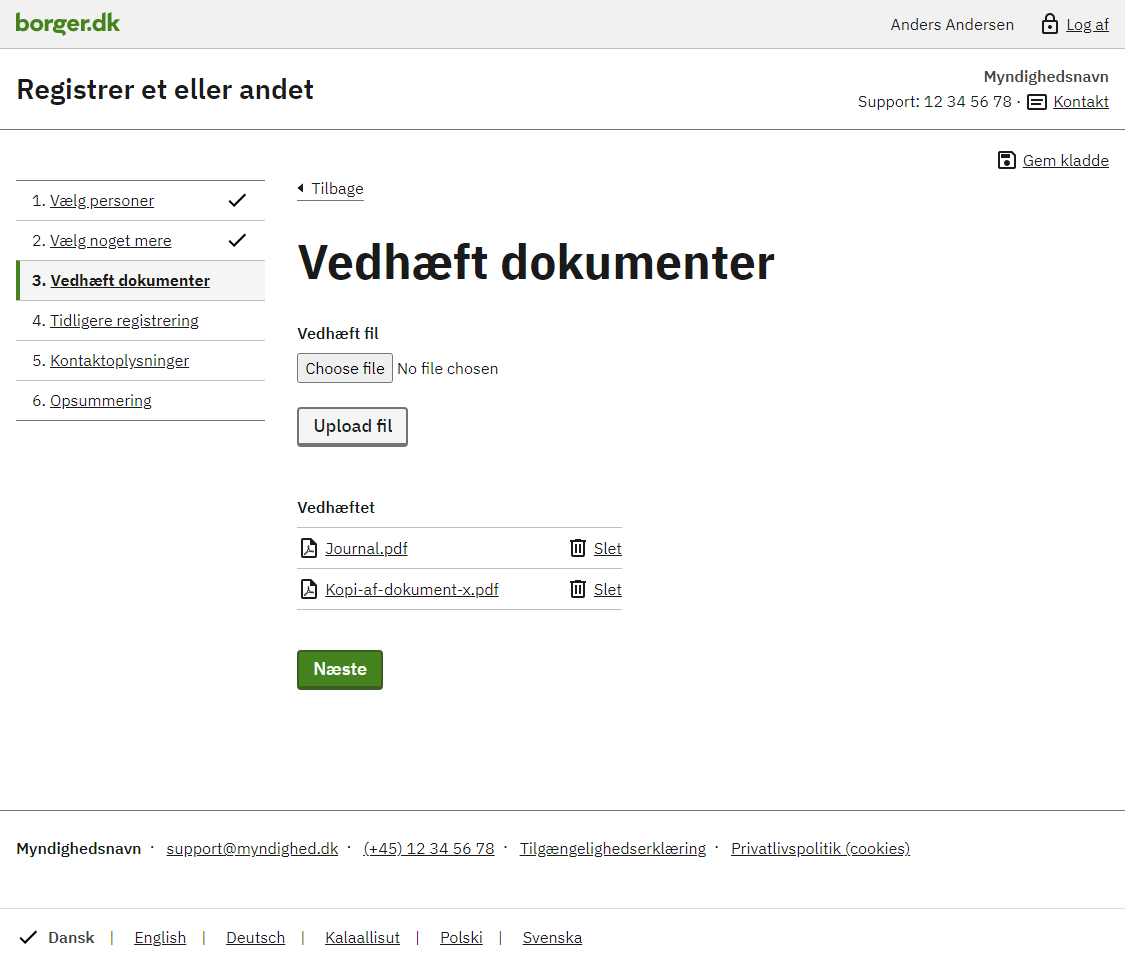 borger.dk
Anders Andersen Log af
Registrer et eller andet
Myndighedsnavn
Support: 12 34 56 78 · Kontakt
Gem kladde
1. Vælg personer
2. Vælg noget mere
3. Vedhæft dokumenter
4. Tidligere registrering
5. Kontaktoplysninger
6. Opsummering
Tilbage
Vedhæft dokumenter
Vedhæft fil
Choose file No file chosen
Upload fil
Vedhæftet
Journal.pdf Slet
Kopi-af-dokument-x.pdf Slet
Næste
Myndighedsnavn · support@myndighed.dk · (+45) 12 34 56 78 · Tilgængelighedserklæring · Privatlivspolitik (cookies)
Dansk | English | Deutsch | Kalaallisut | Polski | Svenska